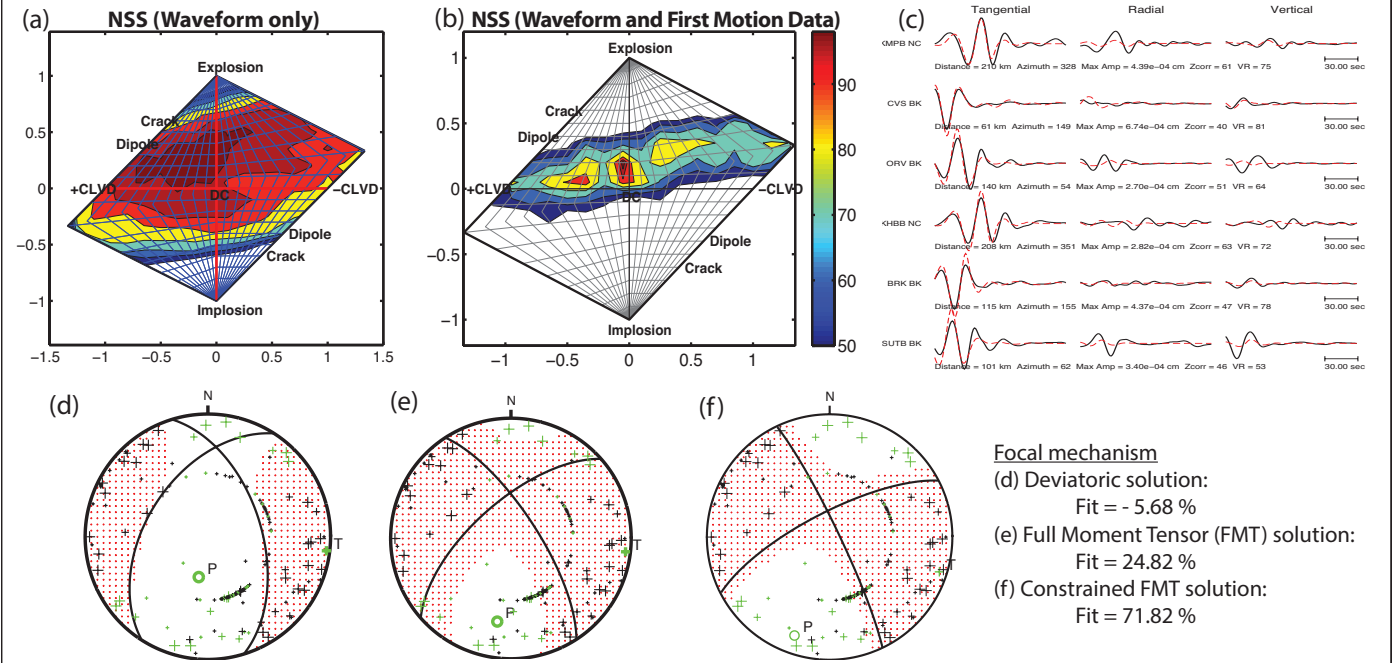 (a) NSS (Waveform only)
1
0.5
0
−0.5
−1
−1.5 −1 −0.5 0 0.5 1 1.5
Explosion
Crack
Dipole
+CLVD
DC
−CLVD
Dipole
Crack
Implosion
(b) NSS (Waveform and First Motion Data)
1
0.5
0
−0.5
−1
−1 −0.5 0 0.5 1
Explosion
Crack
Dipole
+CLVD
DC
−CLVD
Dipole
Crack
Implosion
90
80
70
60
50
(c)
Tangential Radial Vertical
KMPB NC
Distance = 210 km Azimuth = 328 Max Amp = 4.39e−04 cm Zcorr = 61 VR = 75 30.00 sec
CVS BK
Distance = 61 km Azimuth = 149 Max Amp = 6.74e−04 cm Zcorr = 40 VR = 81 30.00 sec
ORV BK
Distance = 140 km Azimuth = 54 Max Amp = 2.70e−04 cm Zcorr = 51 VR = 64 30.00 sec
KHBB NC
Distance = 208 km Azimuth = 351 Max Amp = 2.82e−04 cm Zcorr = 63 VR = 72 30.00 sec
BRK BK
Distance = 115 km Azimuth = 155 Max Amp = 4.37e−04 cm Zcorr = 47 VR = 78 30.00 sec
SUTB BK
Distance = 101 km Azimuth = 62 Max Amp = 3.40e−04 cm Zcorr = 46 VR = 53 30.00 sec
(d)
N
P
T
(e)
N
P
T
(f)
N
P
T
Focal mechanism
(d) Deviatoric solution:
Fit = - 5.68 %
(e) Full Moment Tensor (FMT) solution:
Fit = 24.82 %
(f) Constrained FMT solution:
Fit = 71.82 %